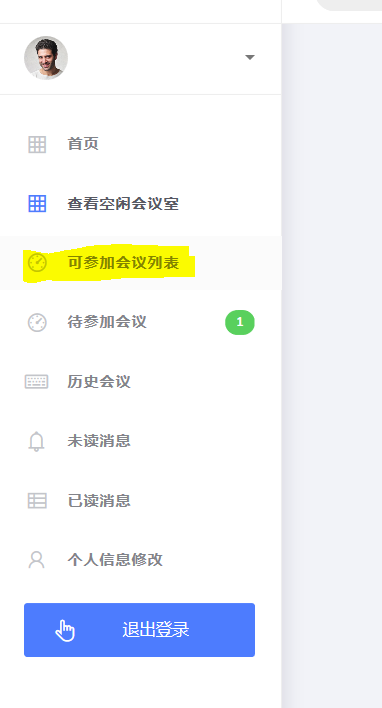 首页
查看空闲会议室
可参加会议列表
待参加会议
1
历史会议
未读消息
已读消息
个人信息修改
退出登录